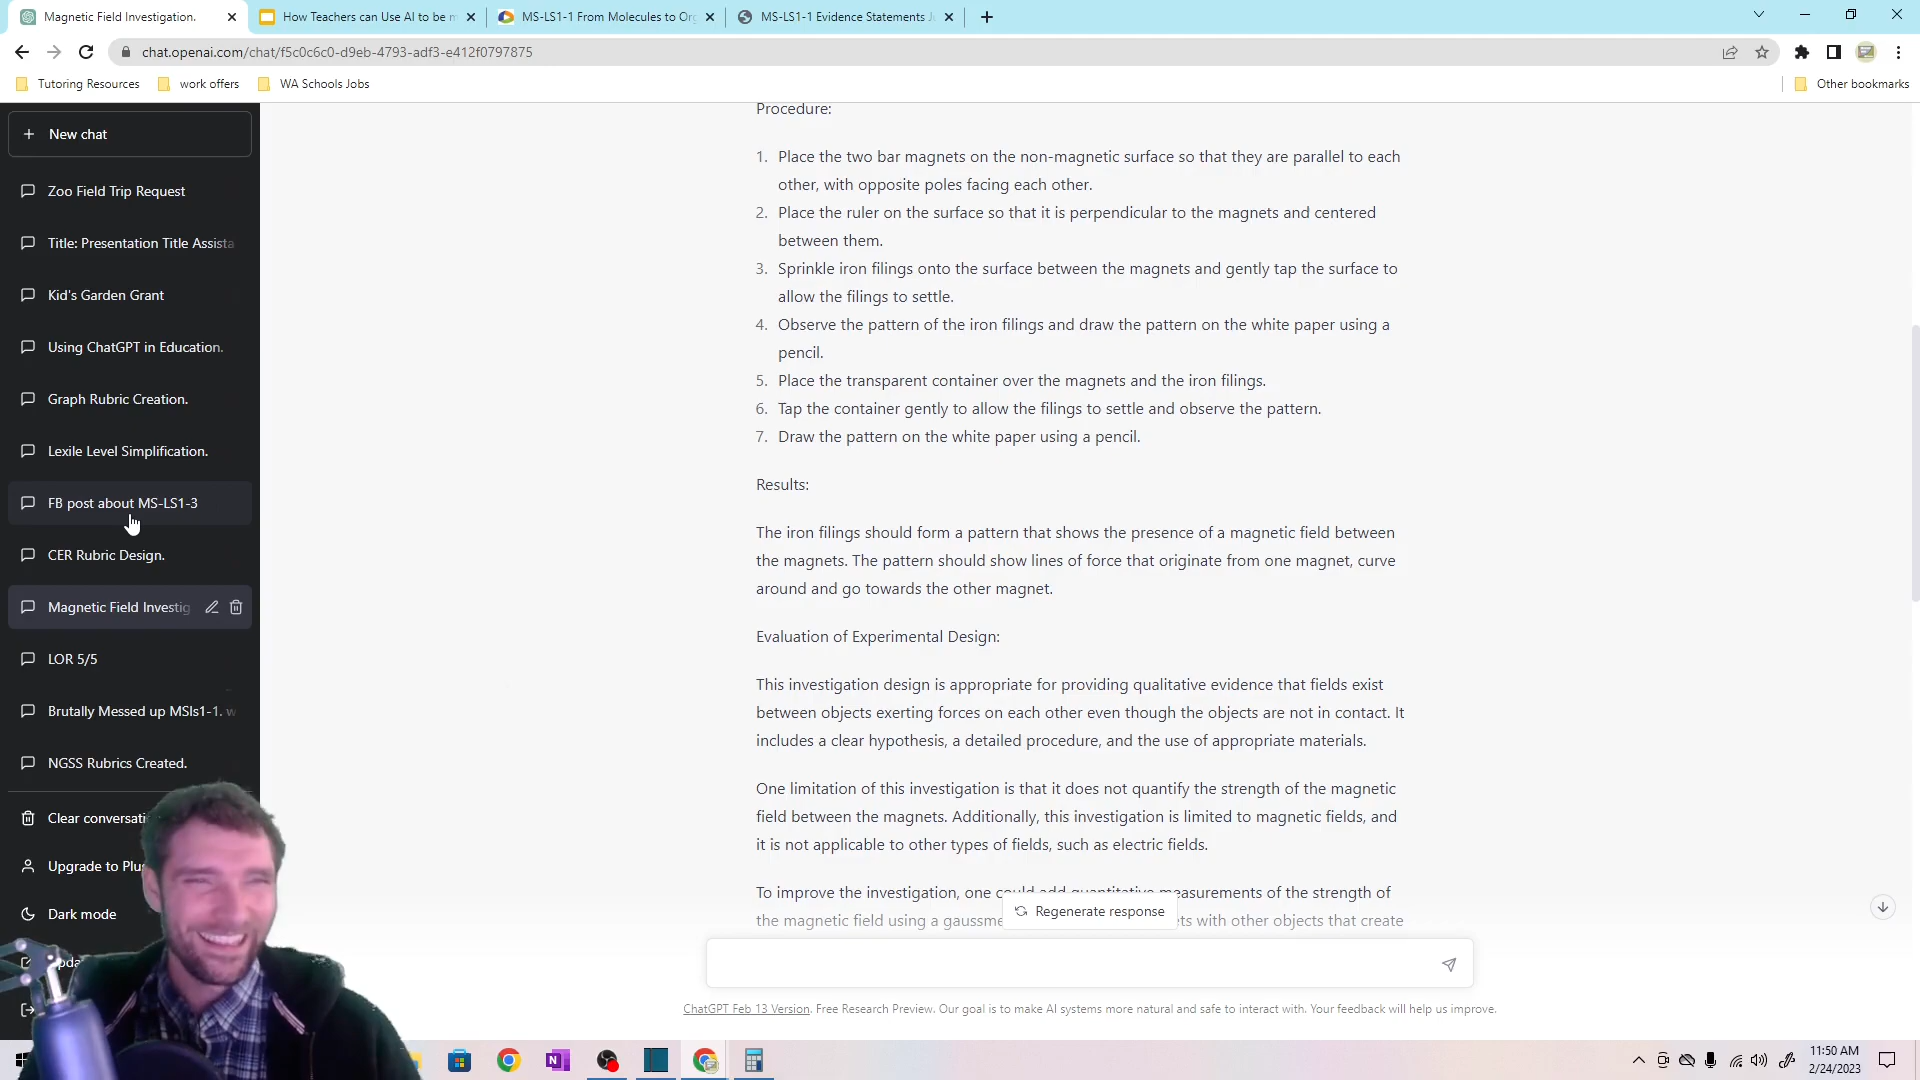 Magnetic Field Investigation.
How Teachers can Use AI to be m
MS-LS1-1 From Molecules to Org
MS-LS1-1 Evidence Statements J
chat.openai.com/chat/f5c0c6c0-d9eb-4793-adf3-e412f0797875
Tutoring Resources
work offers
WA Schools Jobs
Other bookmarks
New chat
Zoo Field Trip Request
Title: Presentation Title Assista
Kid's Garden Grant
Using ChatGPT in Education.
Graph Rubric Creation.
Lexile Level Simplification.
FB post about MS-LS1-3
CER Rubric Design.
Magnetic Field Investig
LOR 5/5
Brutally Messed up MSls1-1. w
NGSS Rubrics Created.
Clear conversati
Upgrade to Plu
Dark mode
Procedure:
1. Place the two bar magnets on the non-magnetic surface so that they are parallel to each
other, with opposite poles facing each other.
2. Place the ruler on the surface so that it is perpendicular to the magnets and centered
between them.
3. Sprinkle iron filings onto the surface between the magnets and gently tap the surface to
allow the filings to settle.
4. Observe the pattern of the iron filings and draw the pattern on the white paper using a
pencil.
5. Place the transparent container over the magnets and the iron filings.
6. Tap the container gently to allow the filings to settle and observe the pattern.
7. Draw the pattern on the white paper using a pencil.
Results:
The iron filings should form a pattern that shows the presence of a magnetic field between
the magnets. The pattern should show lines of force that originate from one magnet, curve
around and go towards the other magnet.
Evaluation of Experimental Design:
This investigation design is appropriate for providing qualitative evidence that fields exist
between objects exerting forces on each other even though the objects are not in contact. It
includes a clear hypothesis, a detailed procedure, and the use of appropriate materials.
One limitation of this investigation is that it does not quantify the strength of the magnetic
field between the magnets. Additionally, this investigation is limited to magnetic fields, and
it is not applicable to other types of fields, such as electric fields.
To improve the investigation, one could add quantitative measurements of the strength of
the magnetic field using a gaussme ts with other objects that create
Regenerate response
ChatGPT Feb 13 Version. Free Research Preview. Our goal is to make AI systems more natural and safe to interact with. Your feedback will help us improve.
11:50 AM
2/24/2023